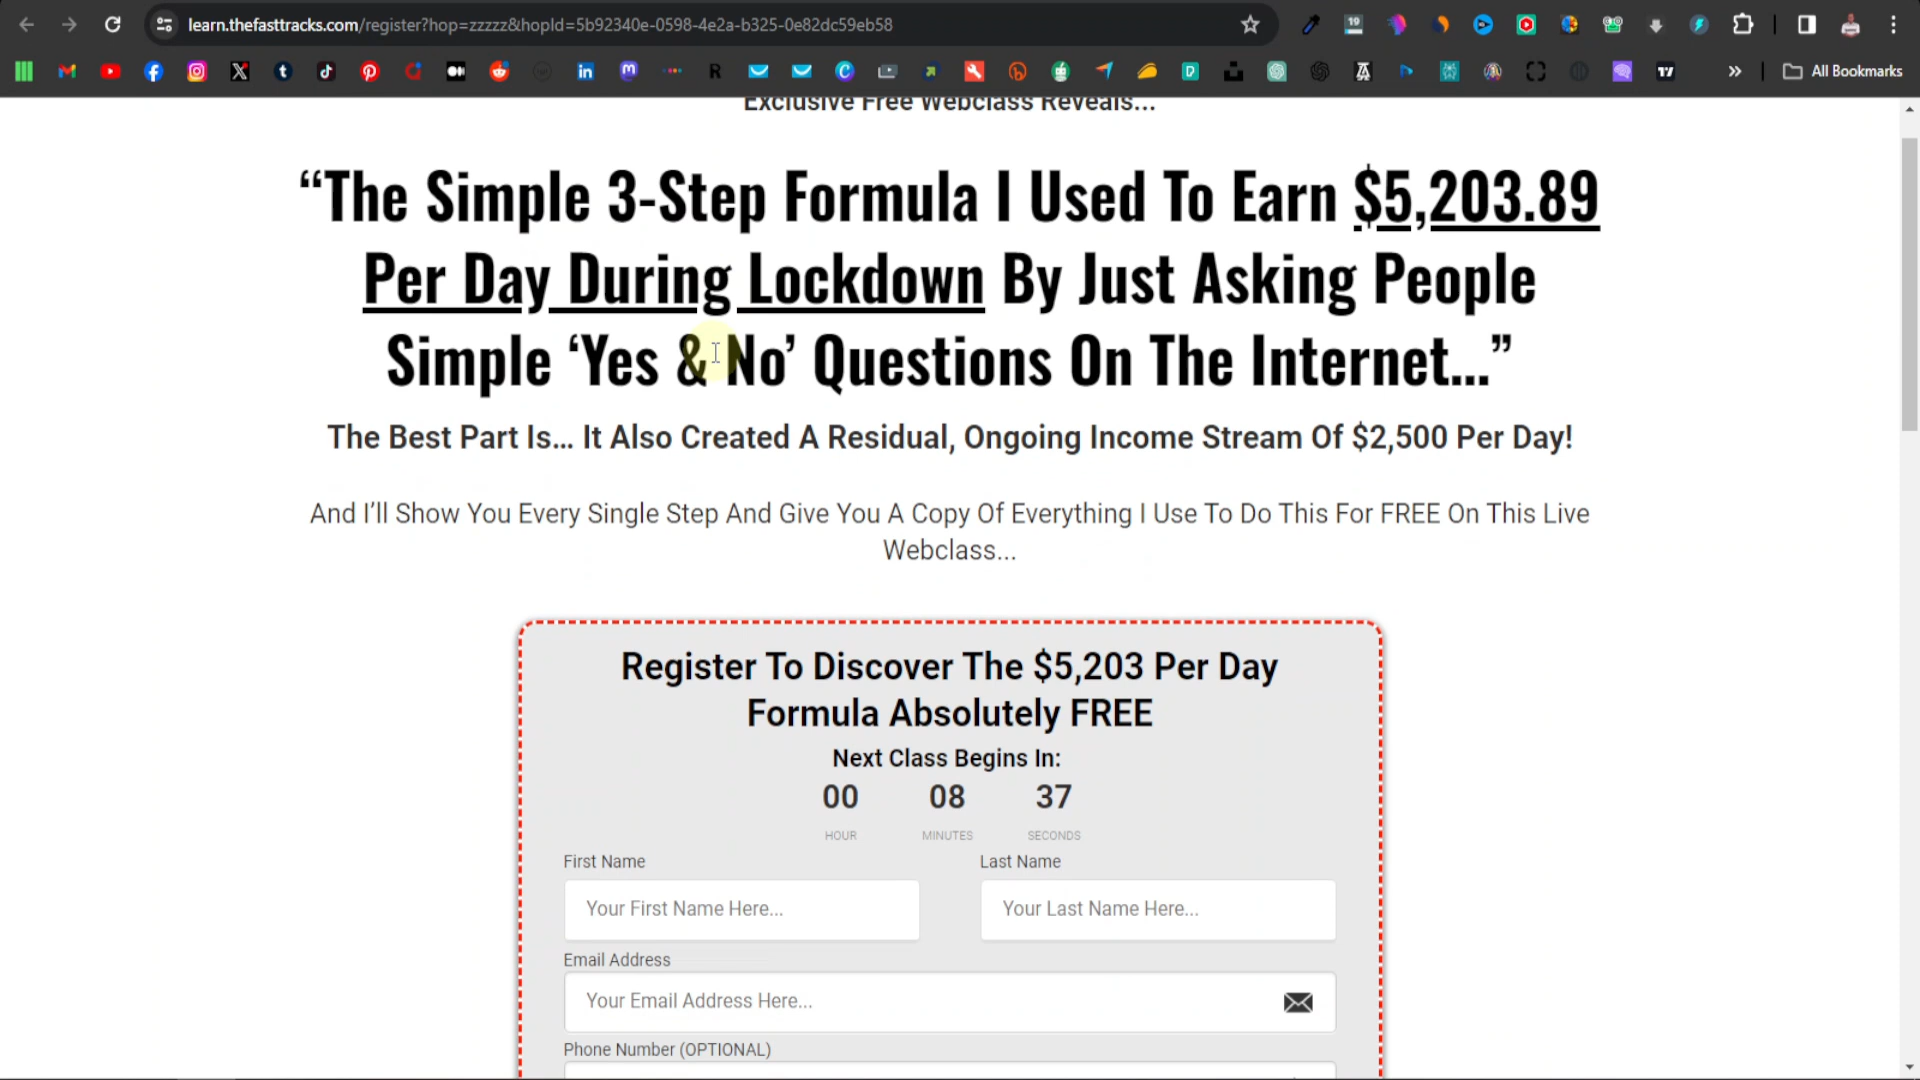 learn.thefasttracks.com/register?hop=zzzzz&hopId=5b92340e-0598-4e2a-b325-0e82dc59eb58
All Bookmarks
Exclusive Free Webclass Reveals...
“The Simple 3-Step Formula I Used To Earn $5,203.89
Per Day During Lockdown By Just Asking People
Simple ‘Yes & No’ Questions On The Internet...”
The Best Part Is... It Also Created A Residual, Ongoing Income Stream Of $2,500 Per Day!
And I’ll Show You Every Single Step And Give You A Copy Of Everything I Use To Do This For FREE On This Live
Webclass...
Register To Discover The $5,203 Per Day
Formula Absolutely FREE
Next Class Begins In:
00 08 37
HOUR MINUTES SECONDS
First Name Last Name
Your First Name Here... Your Last Name Here...
Email Address
Your Email Address Here...
Phone Number (OPTIONAL)